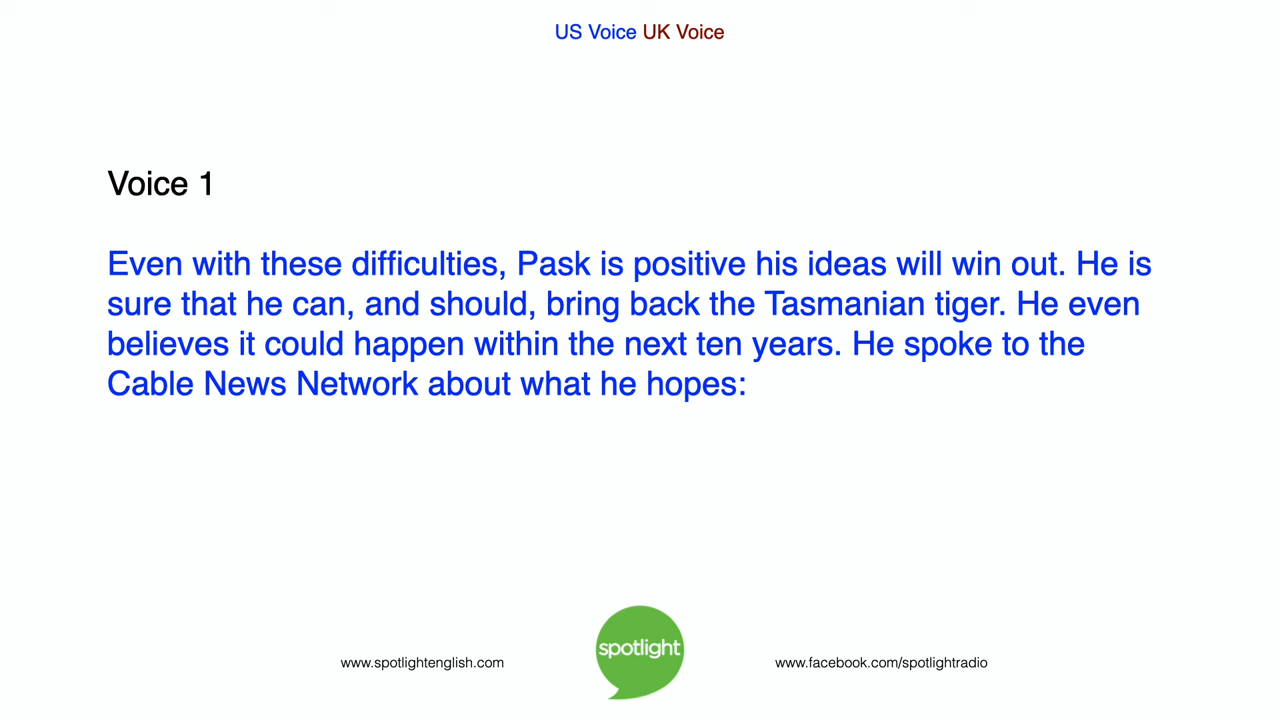 US Voice UK Voice
Voice 1
Even with these difficulties, Pask is positive his ideas will win out. He is
sure that he can, and should, bring back the Tasmanian tiger. He even
believes it could happen within the next ten years. He spoke to the
Cable News Network about what he hopes:
spotlight
www.spotlightenglish.com
www.facebook.com/spotlightradio